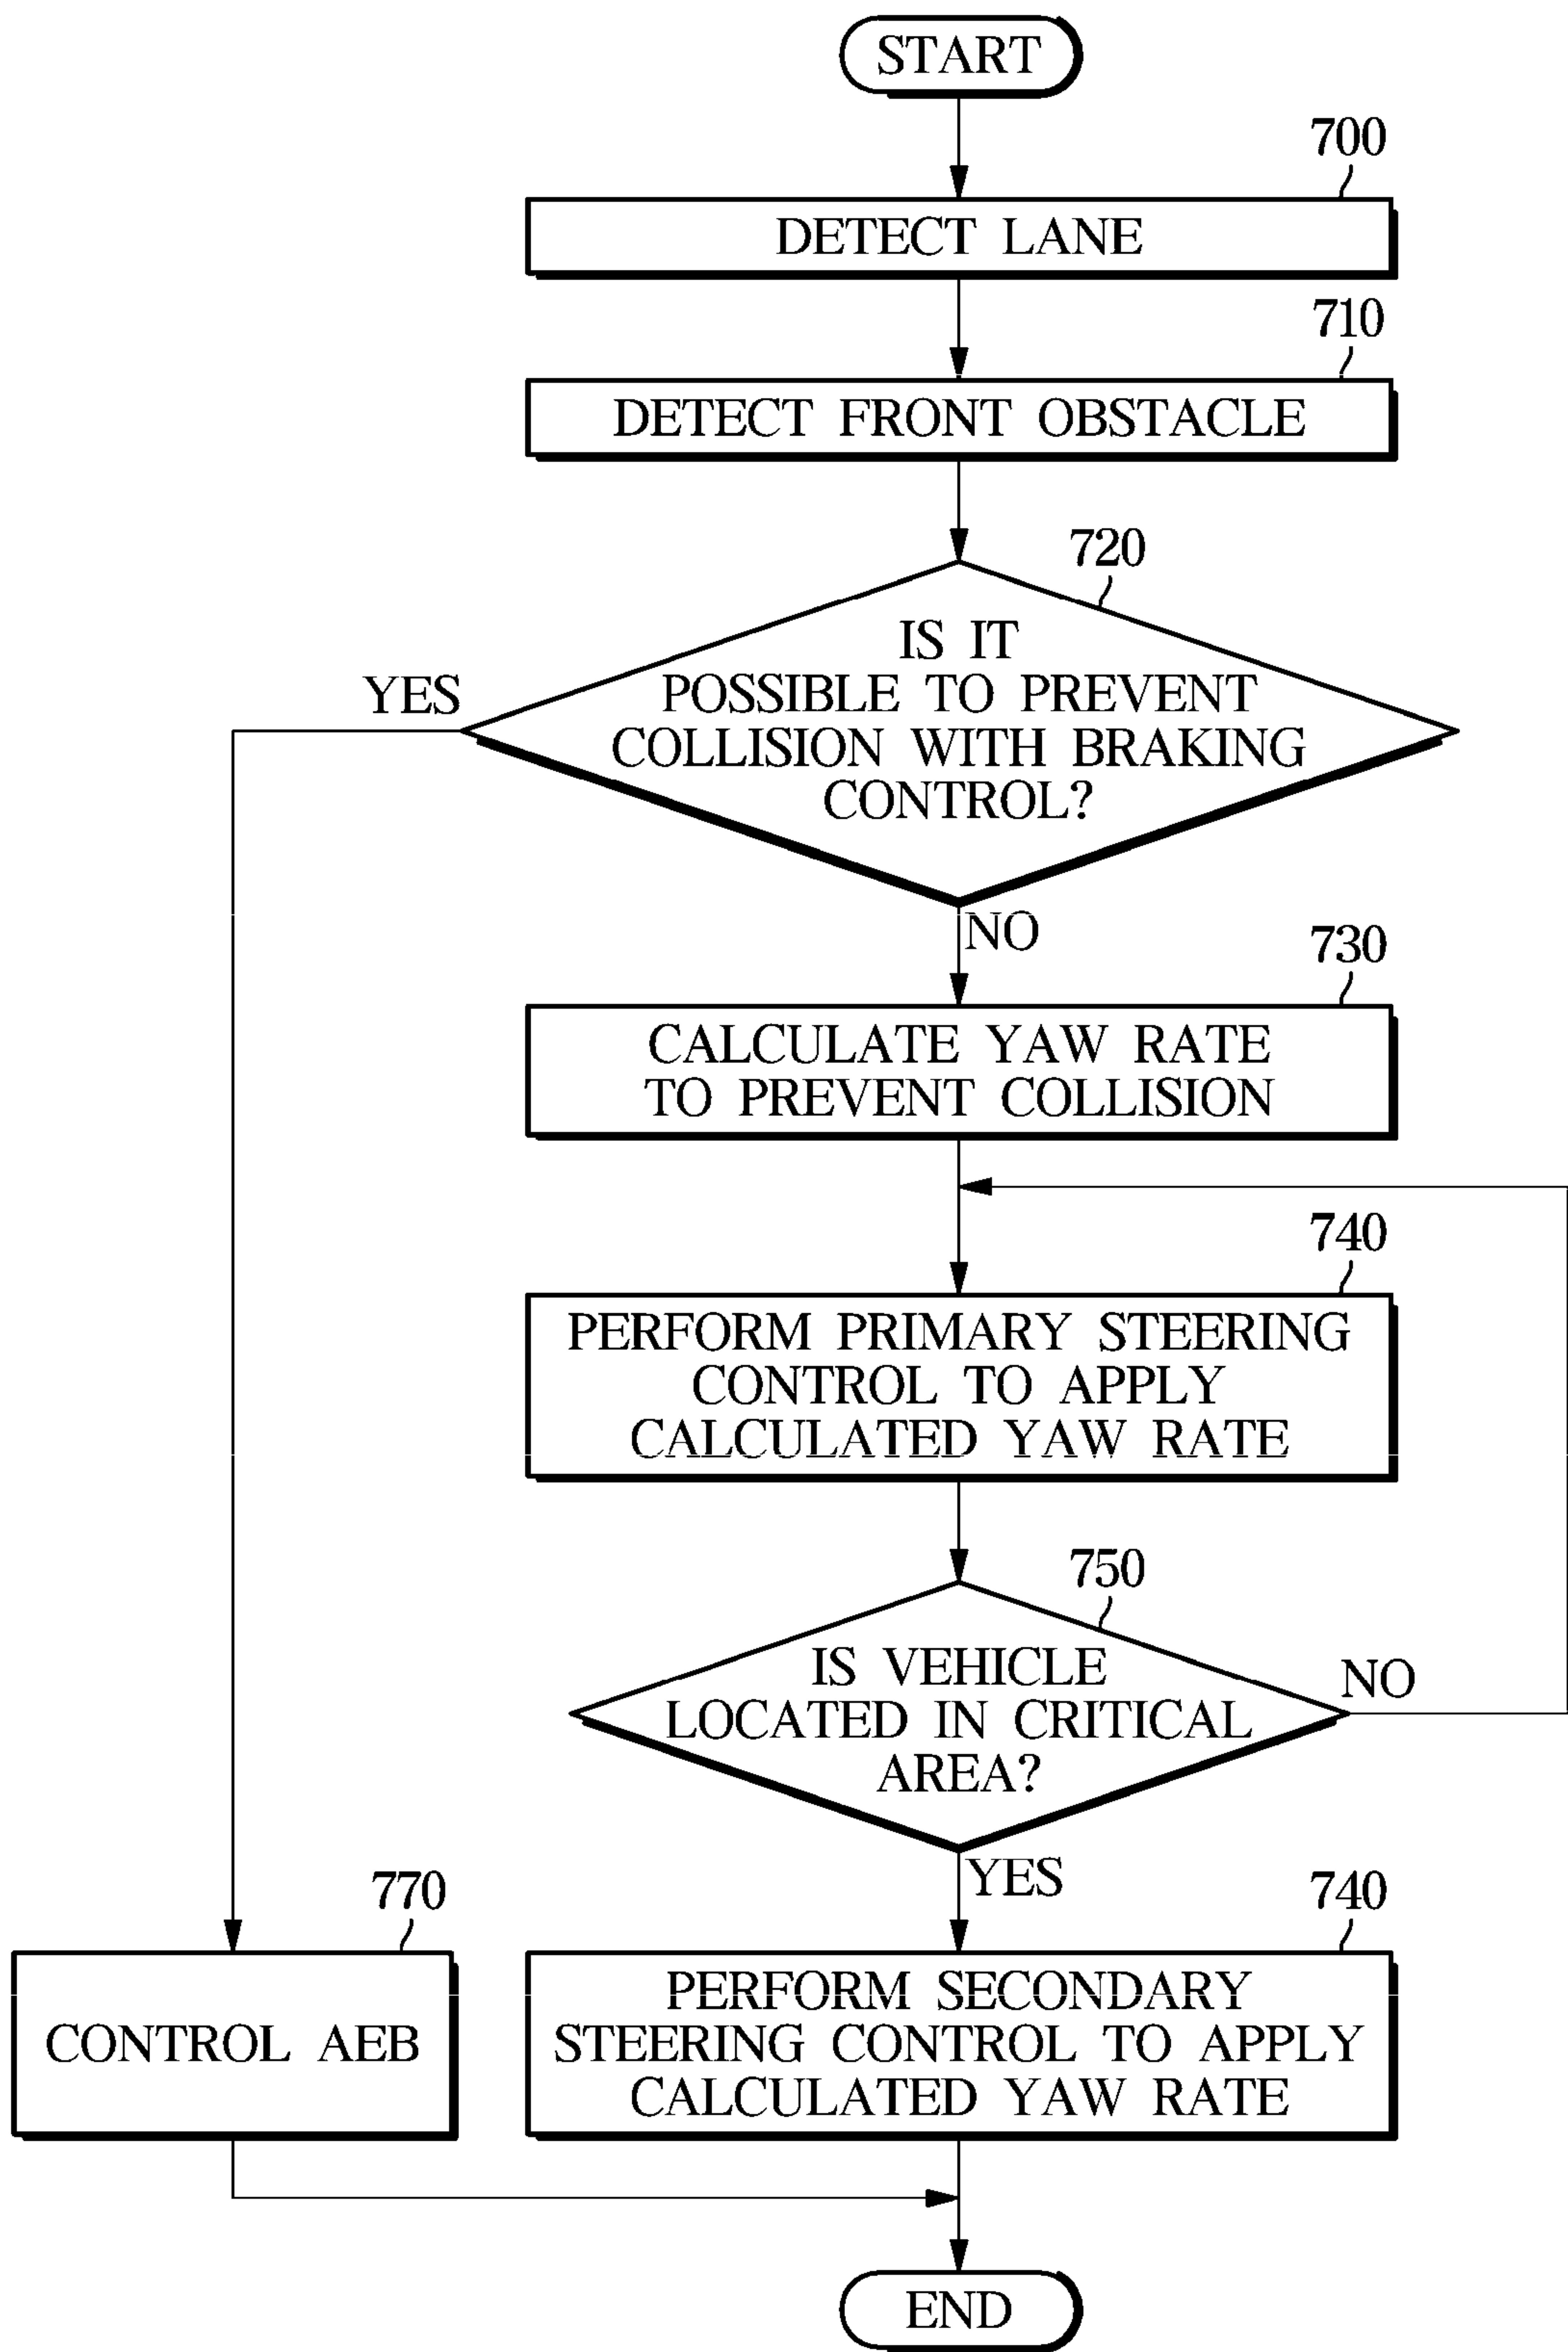 START
700
DETECT LANE
710
DETECT FRONT OBSTACLE
720
IS IT
POSSIBLE TO PREVENT
COLLISION WITH BRAKING
CONTROL?
YES
NO
730
CALCULATE YAW RATE
TO PREVENT COLLISION
740
PERFORM PRIMARY STEERING
CONTROL TO APPLY
CALCULATED YAW RATE
750
IS VEHICLE
LOCATED IN CRITICAL
AREA?
NO
YES
770
CONTROL AEB
740
PERFORM SECONDARY
STEERING CONTROL TO APPLY
CALCULATED YAW RATE
END